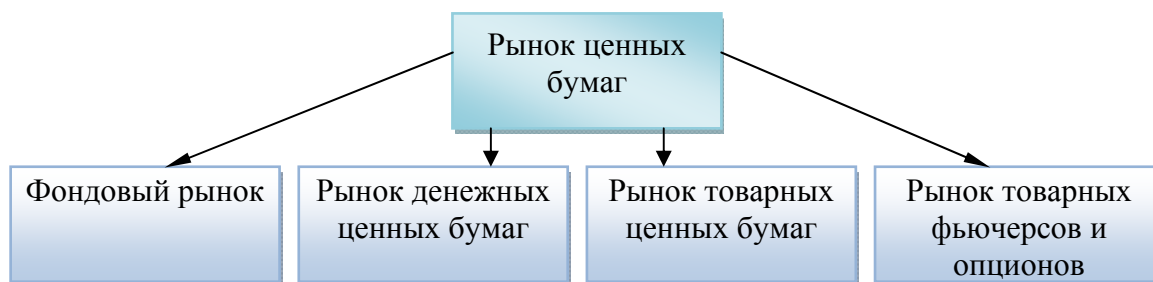 Рынок ценных
бумаг
Фондовый рынок
Рынок денежных
ценных бумаг
Рынок товарных
ценных бумаг
Рынок товарных
фьючерсов и
опционов